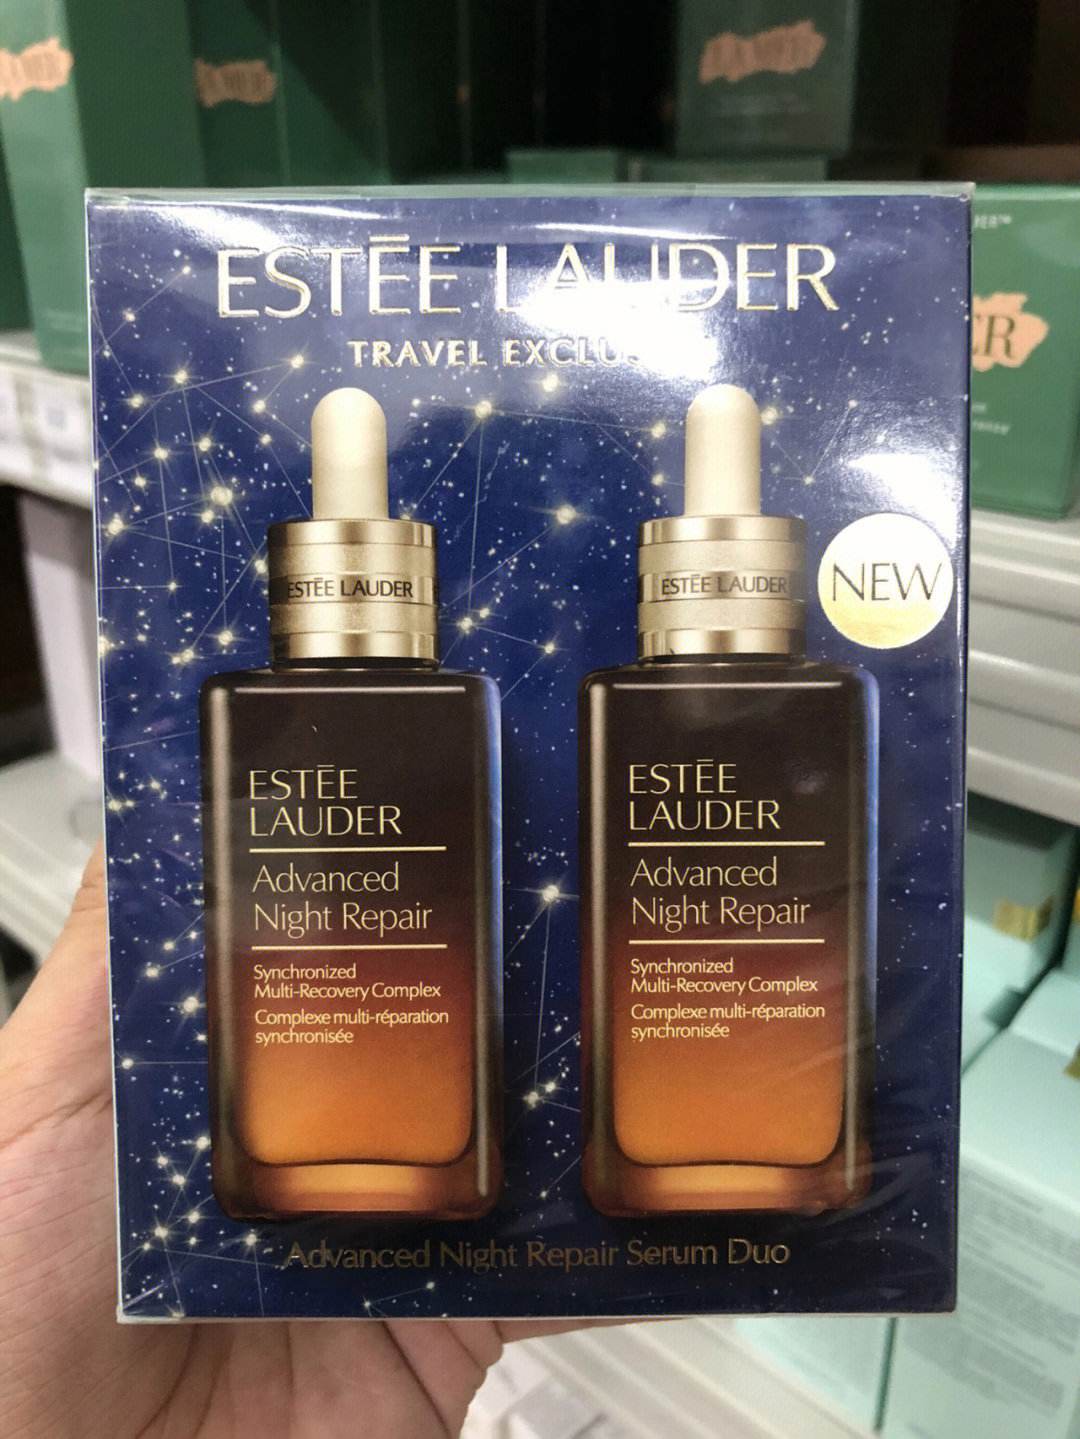 ESTĒE LAUDER
TRAVEL
NEW
ESTĒE LAUDER
ESTĒE LAUDER
ESTĒE
LAUDER
Advanced
Night Repair
Synchronized
Multi-Recovery Complex
Complexe multi-réparation
synchronisée
ESTĒE
LAUDER
Advanced
Night Repair
Synchronized
Multi-Recovery Complex
Complexe multi-réparation
synchronisée
Advanced Night Repair Serum Duo